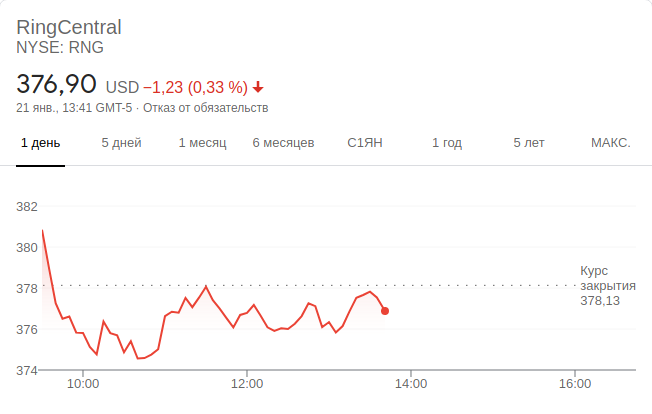 RingCentral
NYSE: RNG
376,90 USD −1,23 (0,33 %)
21 янв., 13:41 GMT-5 · Отказ от обязательств
1 день 5 дней 1 месяц 6 месяцев С1ЯН 1 год 5 лет МАКС.
382
380
378
376
374
Курс
закрытия
378,13
10:00 12:00 14:00 16:00